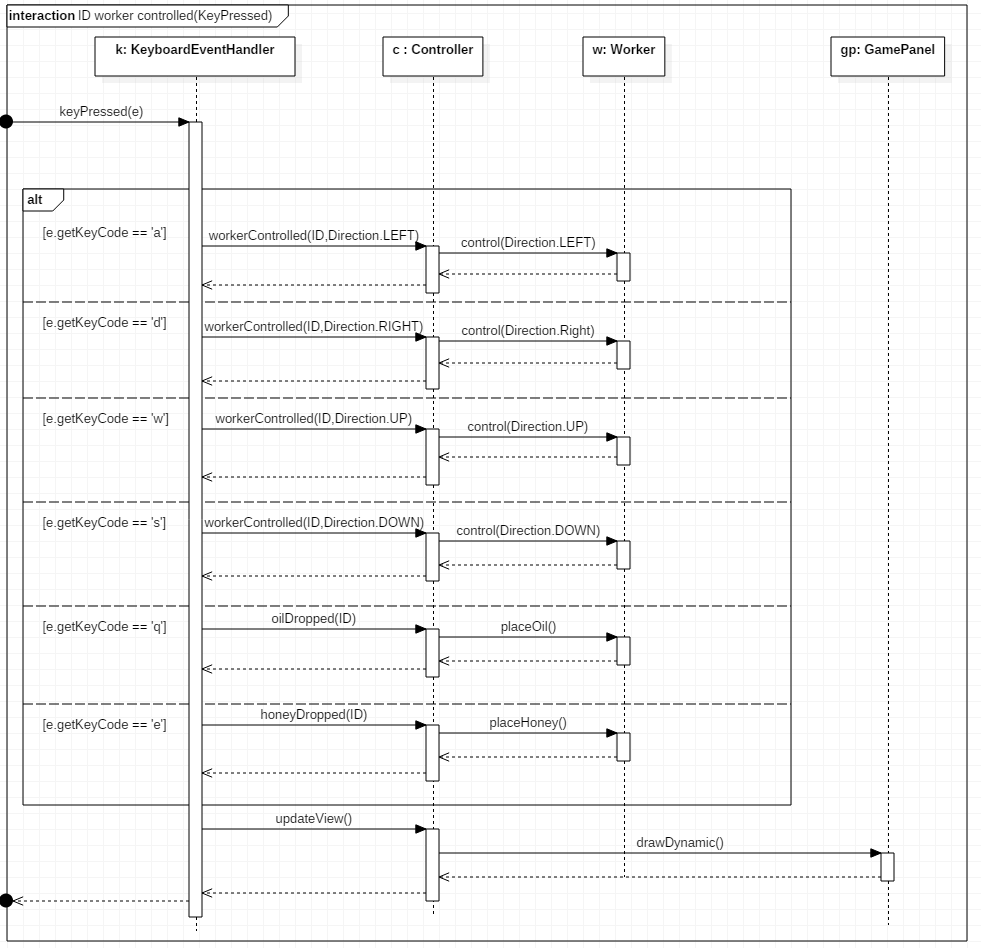 interaction ID worker controlled(KeyPressed)
k: KeyboardEventHandler
c : Controller
w: Worker
gp: GamePanel
keyPressed(e)
alt
[e.getKeyCode == 'a']
workerControlled(ID,Direction.LEFT)
control(Direction.LEFT)
[e.getKeyCode == 'd']
workerControlled(ID,Direction.RIGHT)
control(Direction.Right)
[e.getKeyCode == 'w']
workerControlled(ID,Direction.UP)
control(Direction.UP)
[e.getKeyCode == 's']
workerControlled(ID,Direction.DOWN)
control(Direction.DOWN)
[e.getKeyCode == 'q']
oilDropped(ID)
placeOil()
[e.getKeyCode == 'e']
honeyDropped(ID)
placeHoney()
updateView()
drawDynamic()